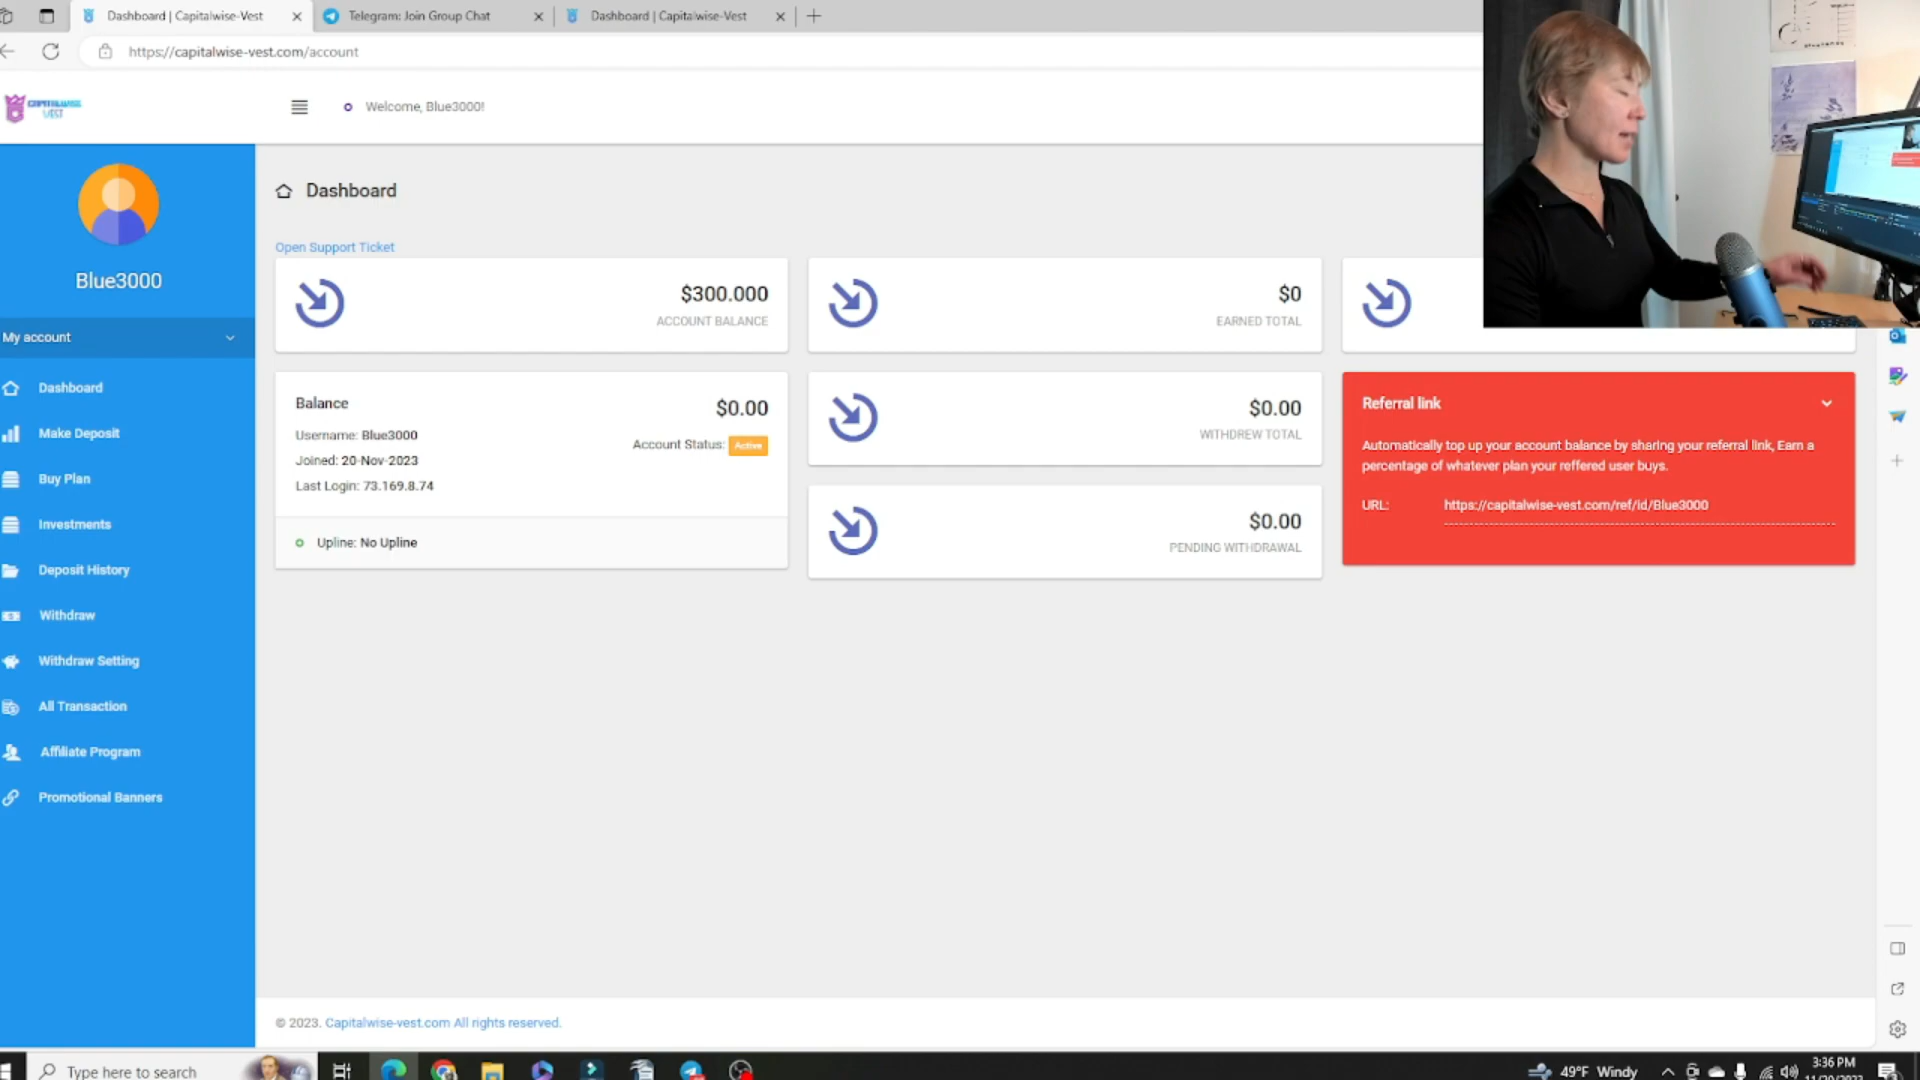 Dashboard | Capitalwise-Vest
Telegram: Join Group Chat
Dashboard | Capitalwise-Vest
https://capitalwise-vest.com/account
CAPITALWISE
VEST
Welcome, Blue3000!
Blue3000
My account
Dashboard
Make Deposit
Buy Plan
Investments
Deposit History
Withdraw
Withdraw Setting
All Transaction
Affiliate Program
Promotional Banners
Dashboard
Open Support Ticket
$300.000
ACCOUNT BALANCE
$0
EARNED TOTAL
Balance
$0.00
Username: Blue3000
Account Status: Active
Joined: 20-Nov-2023
Last Login: 73.169.8.74
Upline: No Upline
$0.00
WITHDREW TOTAL
$0.00
PENDING WITHDRAWAL
Referral link
Automatically top up your account balance by sharing your referral link, Earn a
percentage of whatever plan your reffered user buys.
URL: https://capitalwise-vest.com/ref/id/Blue3000
© 2023. Capitalwise-vest.com All rights reserved.
Type here to search
49°F Windy
3:36 PM
11/20/2023